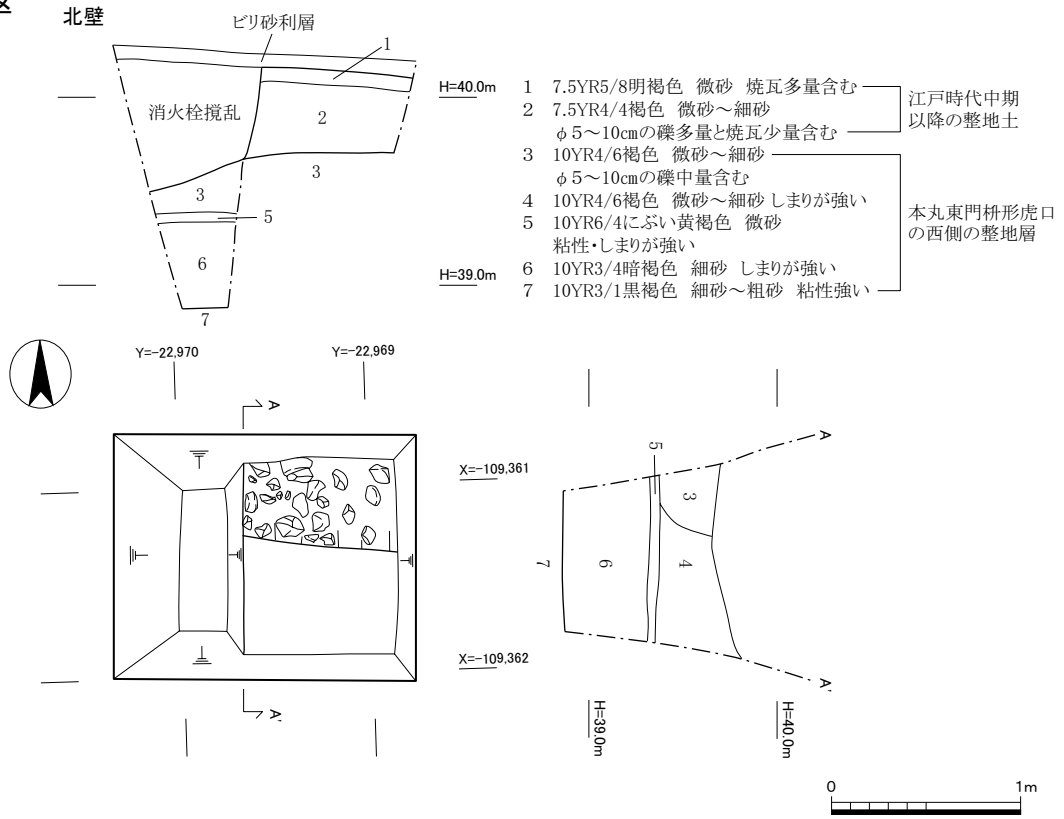 区
北壁
ビリ砂利層
1
H=40.0m
消火栓撹乱
2
3
3
5
6
H=39.0m
7
1 7.5YR5/8明褐色 微砂 焼瓦多量含む
2 7.5YR4/4褐色 微砂～細砂
φ5～10cmの礫多量と焼瓦少量含む
3 10YR4/6褐色 微砂～細砂
φ5～10cmの礫中量含む
4 10YR4/6褐色 微砂～細砂 しまりが強い
5 10YR6/4にぶい黄褐色 微砂
粘性・しまりが強い
6 10YR3/4暗褐色 細砂 しまりが強い
7 10YR3/1黒褐色 細砂～粗砂 粘性強い
江戸時代中期
以降の整地土
本丸東門枡形虎口
の西側の整地層
Y=-22,970
Y=-22,969
A
A'
X=-109,361
X=-109,362
A
5
3
4
6
7
A'
H=39.0m
H=40.0m
0
1m